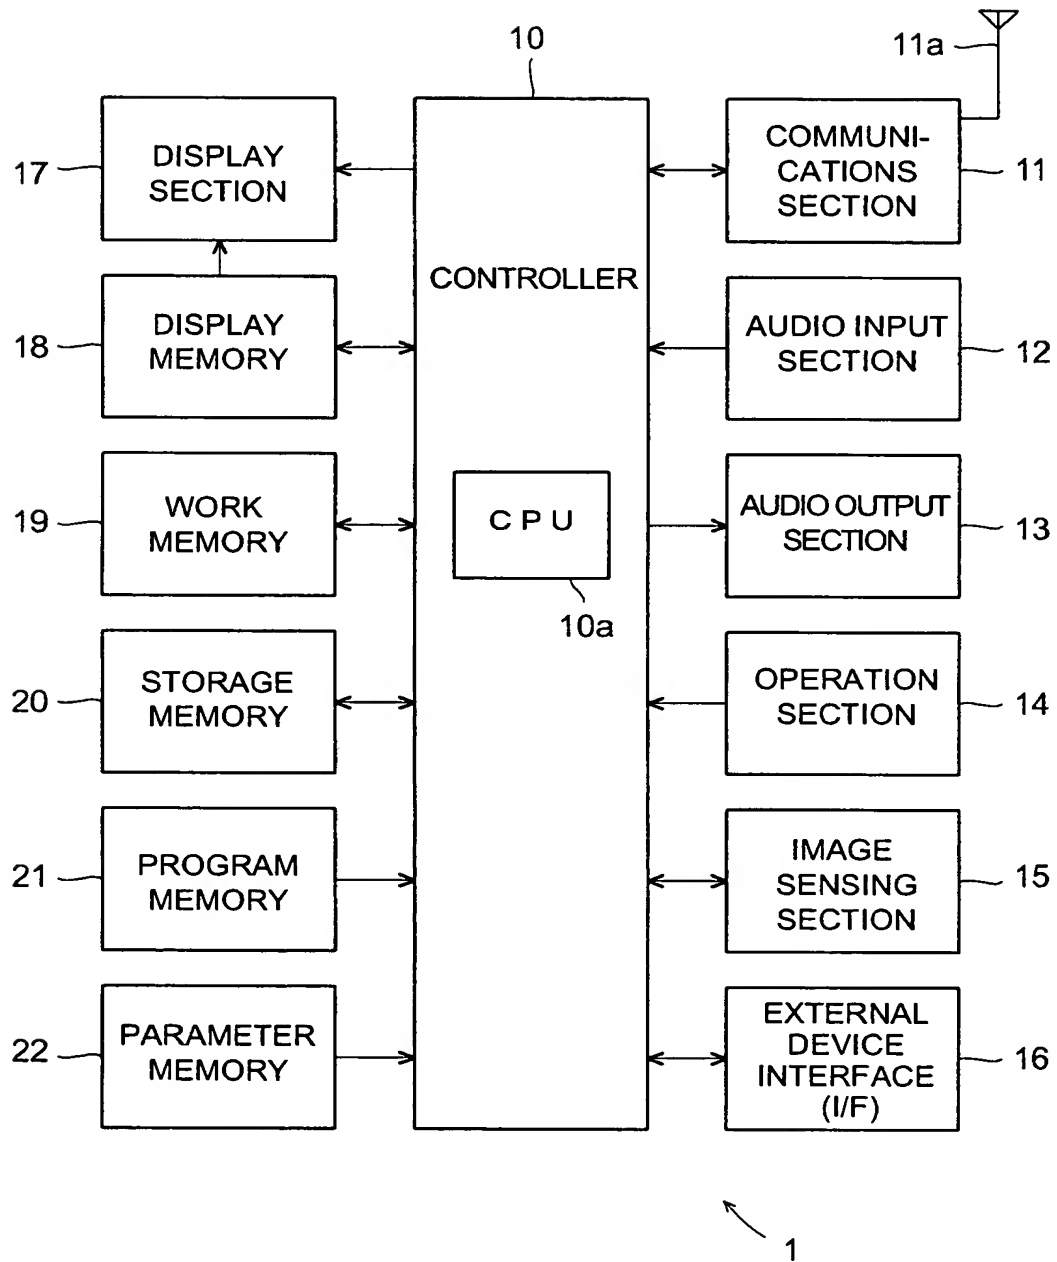 10
11a
17
DISPLAY
SECTION
COMMUNI-
CATIONS
SECTION
11
CONTROLLER
18
DISPLAY
MEMORY
AUDIO INPUT
SECTION
12
19
WORK
MEMORY
C P U
10a
AUDIO OUTPUT
SECTION
13
20
STORAGE
MEMORY
OPERATION
SECTION
14
21
PROGRAM
MEMORY
IMAGE
SENSING
SECTION
15
22
PARAMETER
MEMORY
EXTERNAL
DEVICE
INTERFACE
(I/F)
16
1